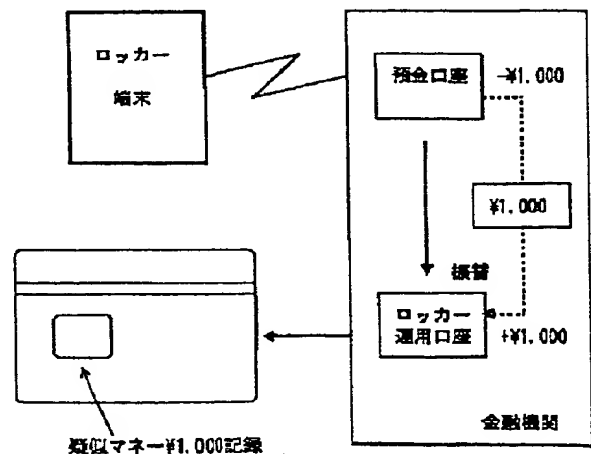 ロッカー
端末
預金口座
-¥1.000
¥1.000
振替
ロッカー
運用口座
+¥1.000
金融機関
疑似マネー¥1.000記録